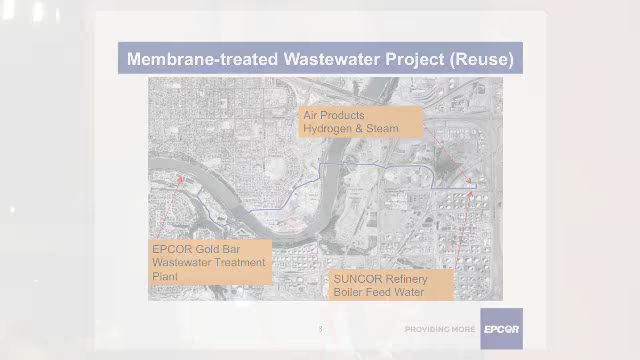 Membrane-treated Wastewater Project (Reuse)
Air Products
Hydrogen & Steam
EPCOR Gold Bar
Wastewater Treatment
Plant
SUNCOR Refinery
Boiler Feed Water
PROVIDING MORE
EPCOR